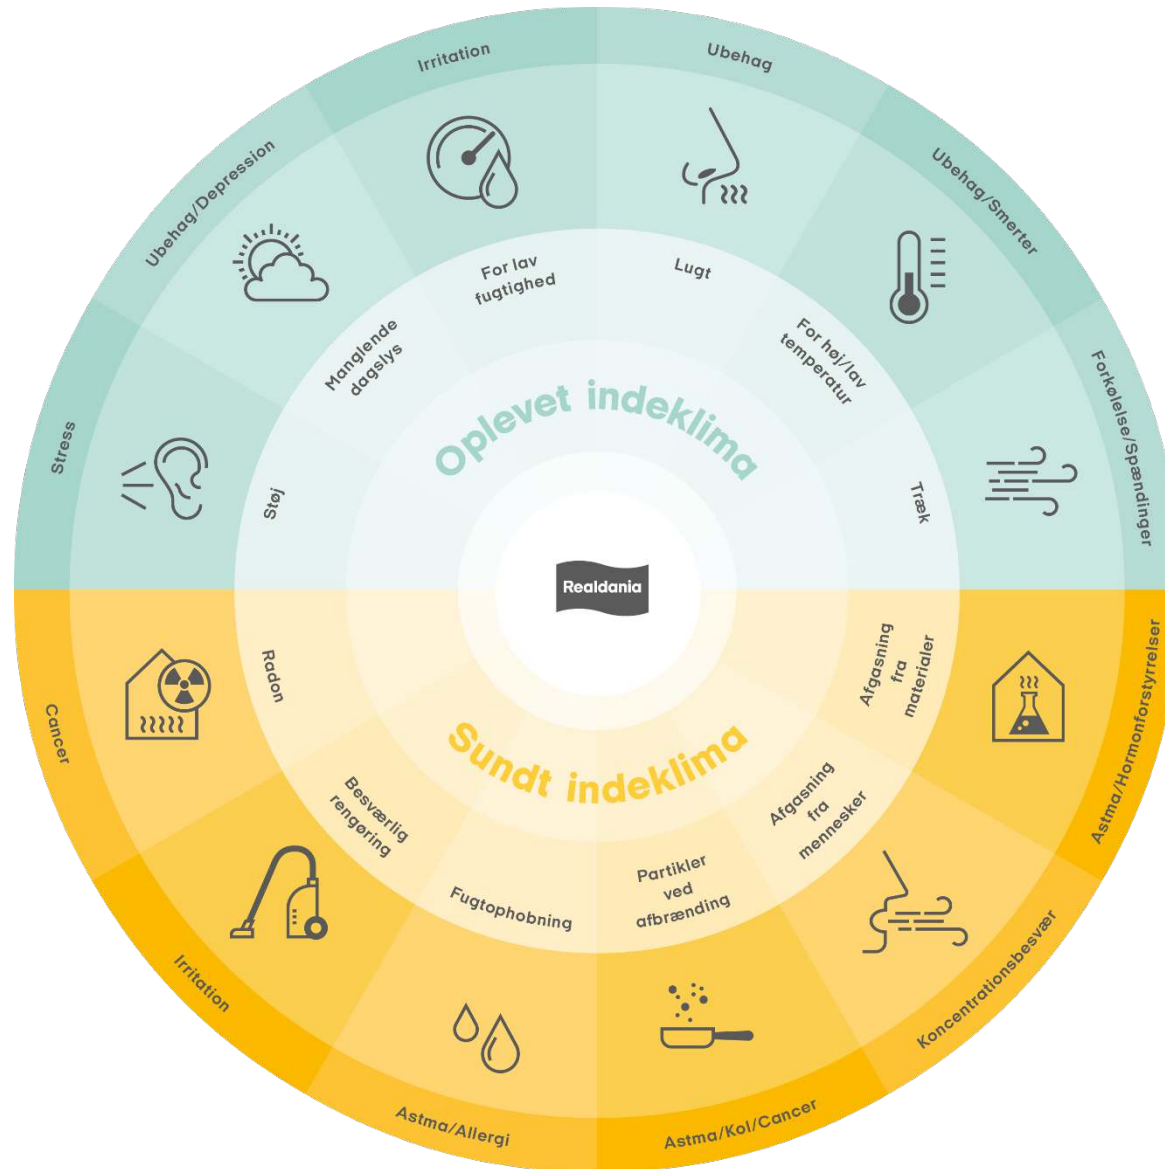 Irritation
Ubehag
Ubehag/Smerter
Forkølelse/Spændinger
Ubehag/Depression
Stress
For lav
fugtighed
Lugt
For høj/lav
temperatur
Træk
Manglende
dagslys
Støj
Oplevet indeklima
Realdania
Sundt indeklima
Radon
Besværlig
rengøring
Fugtophobning
Partikler
ved
afbrænding
Afgasning
fra
mennesker
Afgasning
fra
materialer
Cancer
Irritation
Astma/Allergi
Astma/Kol/Cancer
Koncentrationsbesvær
Astma/Hormonforstyrrelser